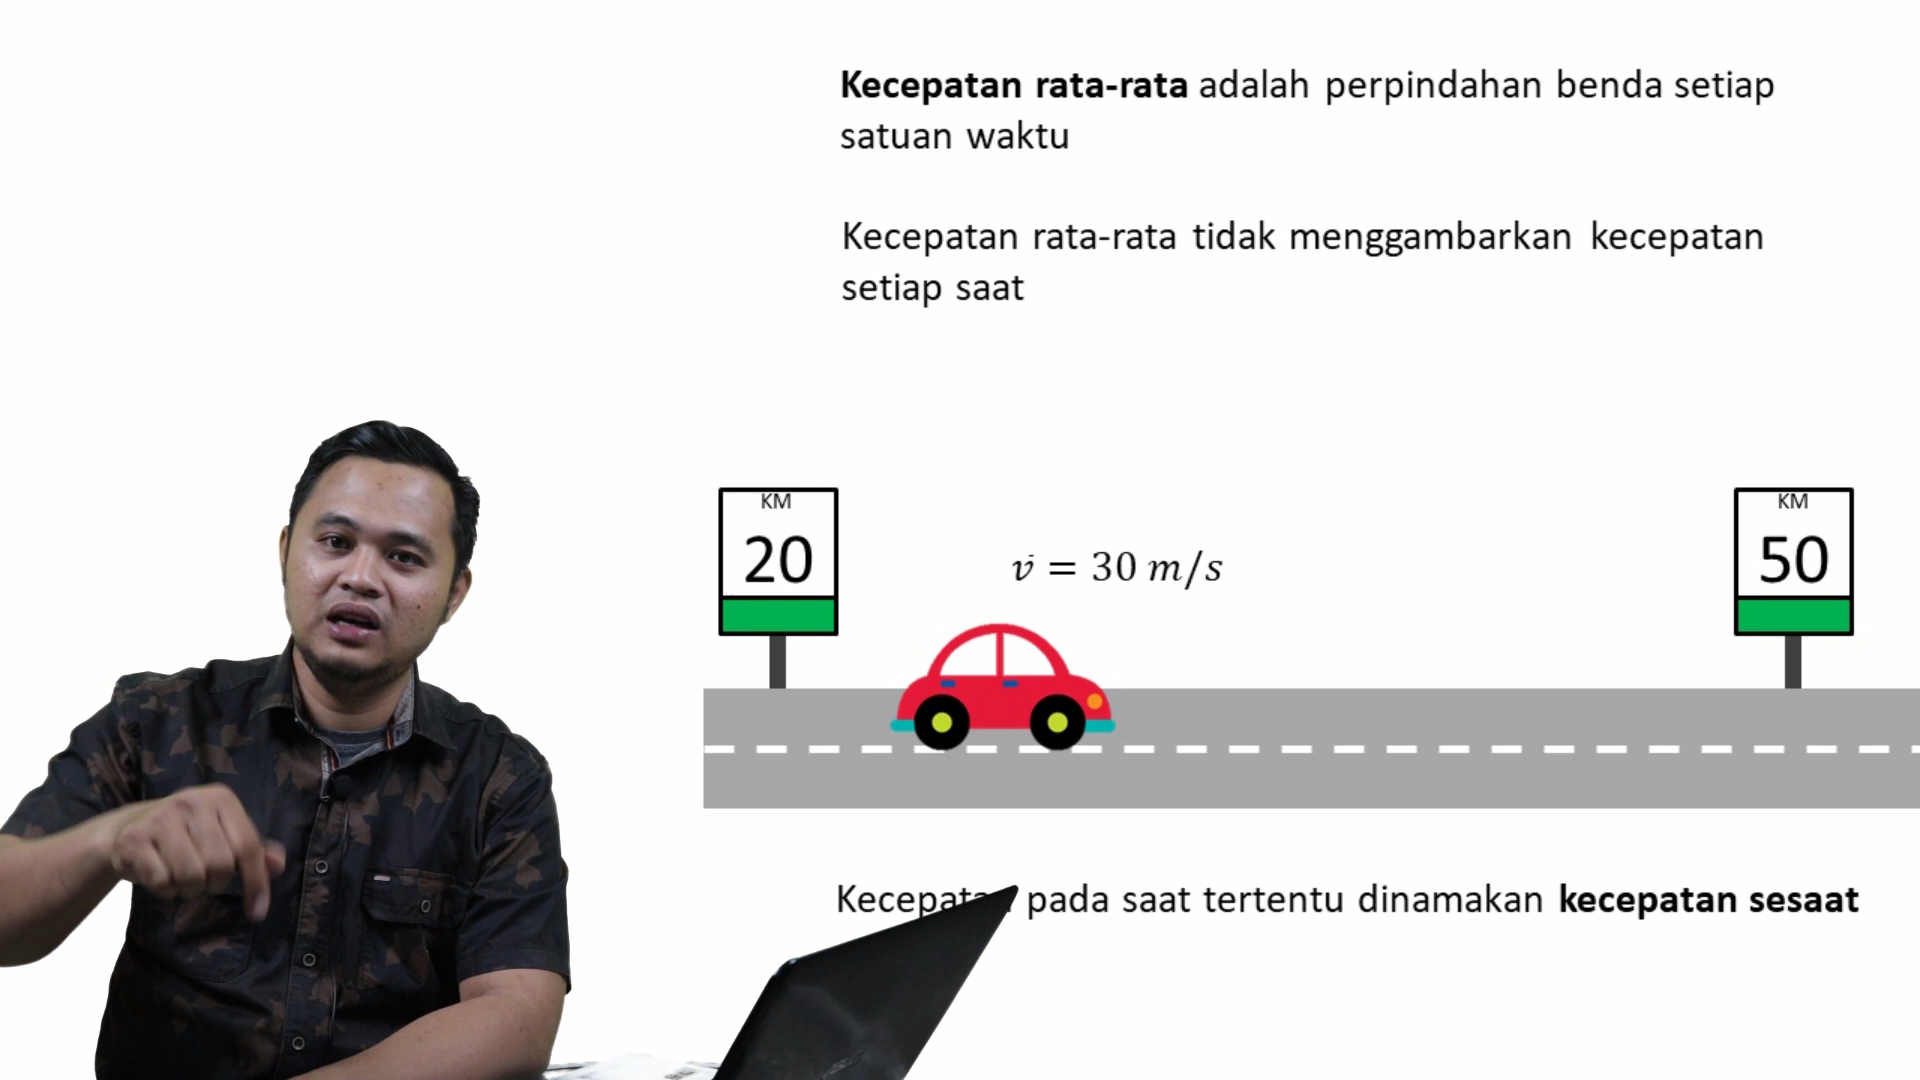 Kecepatan rata-rata adalah perpindahan benda setiap
satuan waktu
Kecepatan rata-rata tidak menggambarkan kecepatan
setiap saat
KM
20
v = 30 m/s
KM
50
pada saat tertentu dinamakan kecepatan sesaat